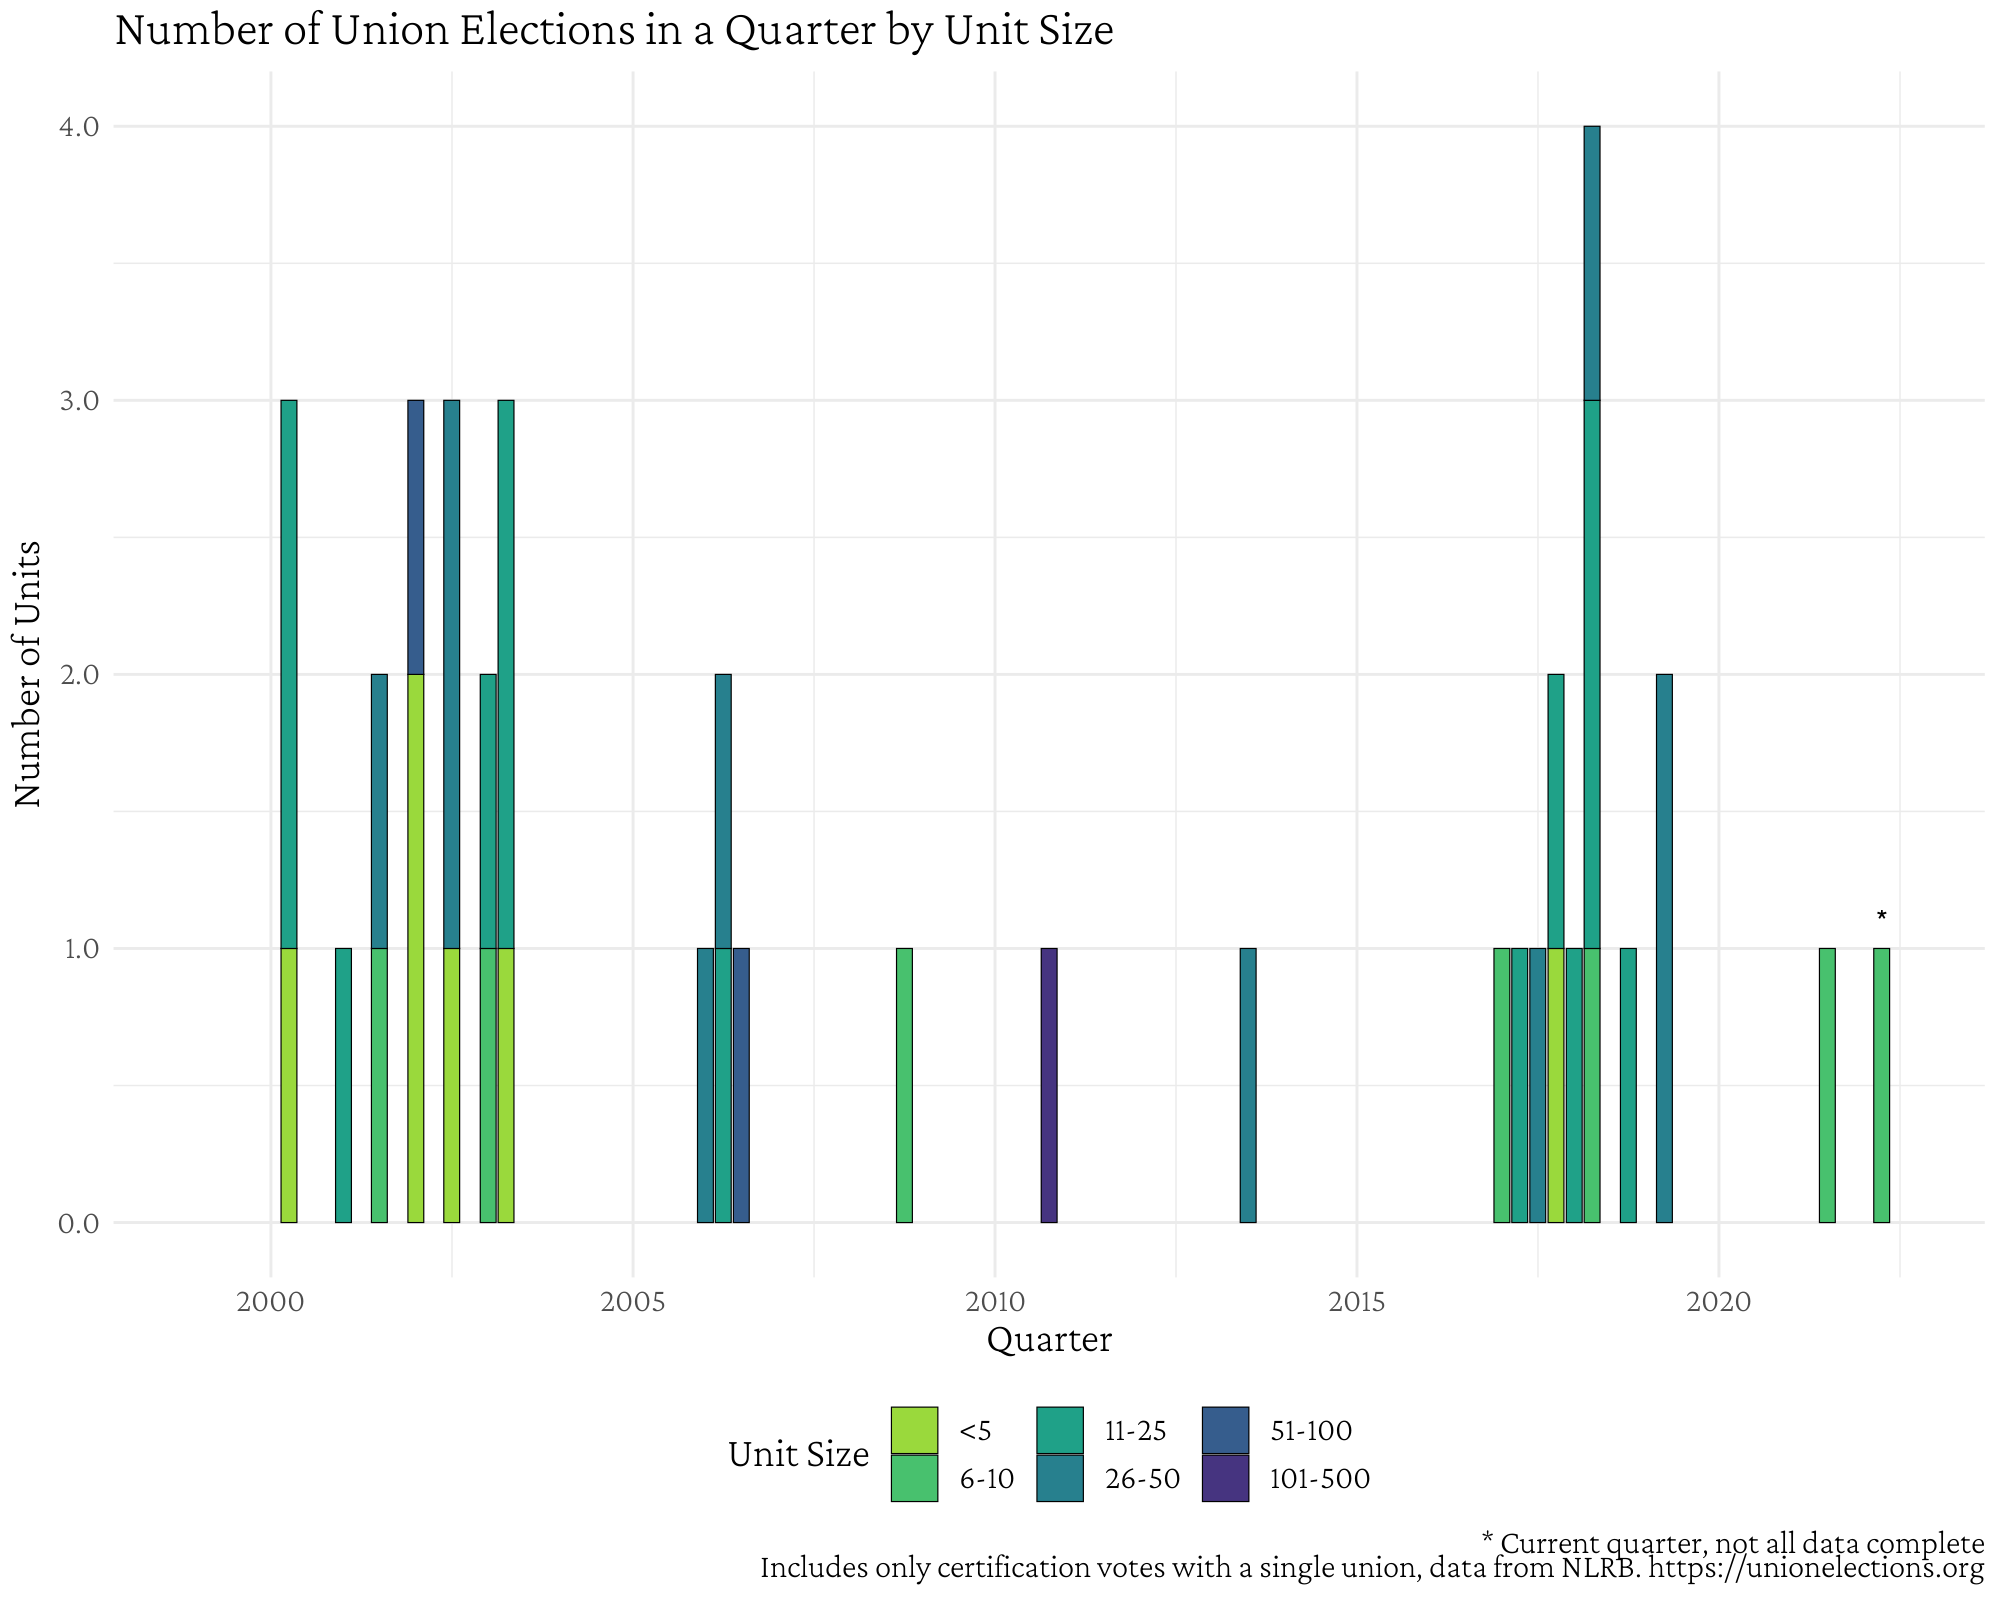 Number of Union Elections in a Quarter by Unit Size
4.0
3.0
2.0
1.0
0.0
Number of Units
*
2000 2005 2010 2015 2020
Quarter
Unit Size
<5 11-25 51-100
6-10 26-50 101-500
* Current quarter, not all data complete
Includes only certification votes with a single union, data from NLRB. https://unionelections.org